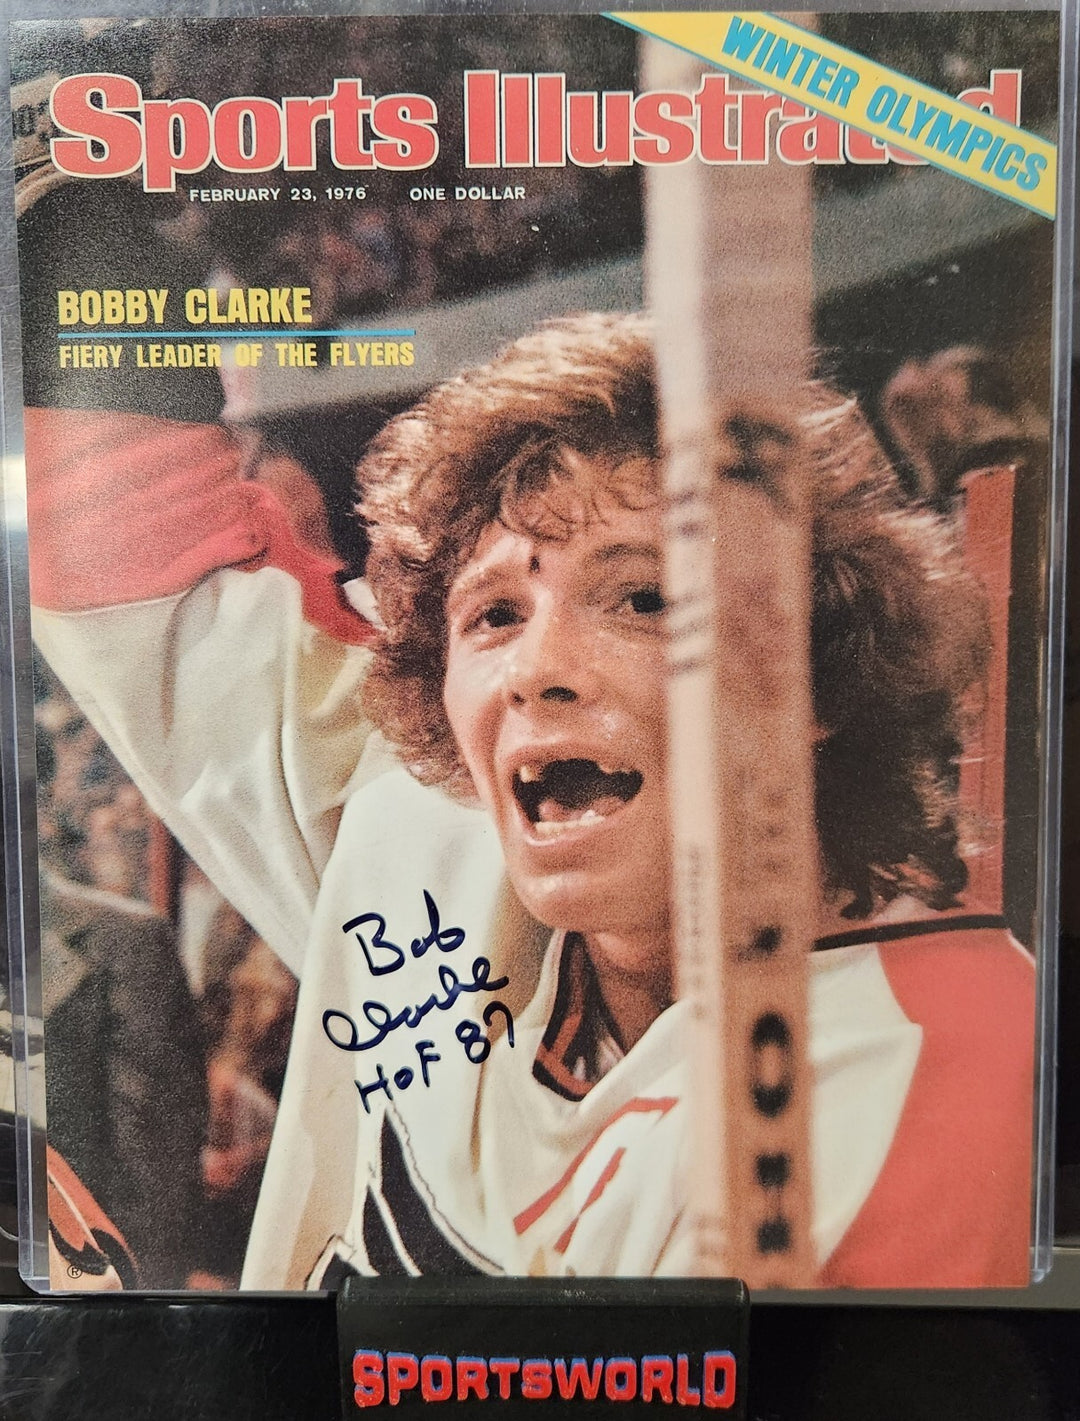 Sports Illustrated
WINTER OLYMPICS
FEBRUARY 23, 1976 ONE DOLLAR
BOBBY CLARKE
FIERY LEADER OF THE FLYERS
Bob
Clarke
HOF 87
®
SPORTSWORLD